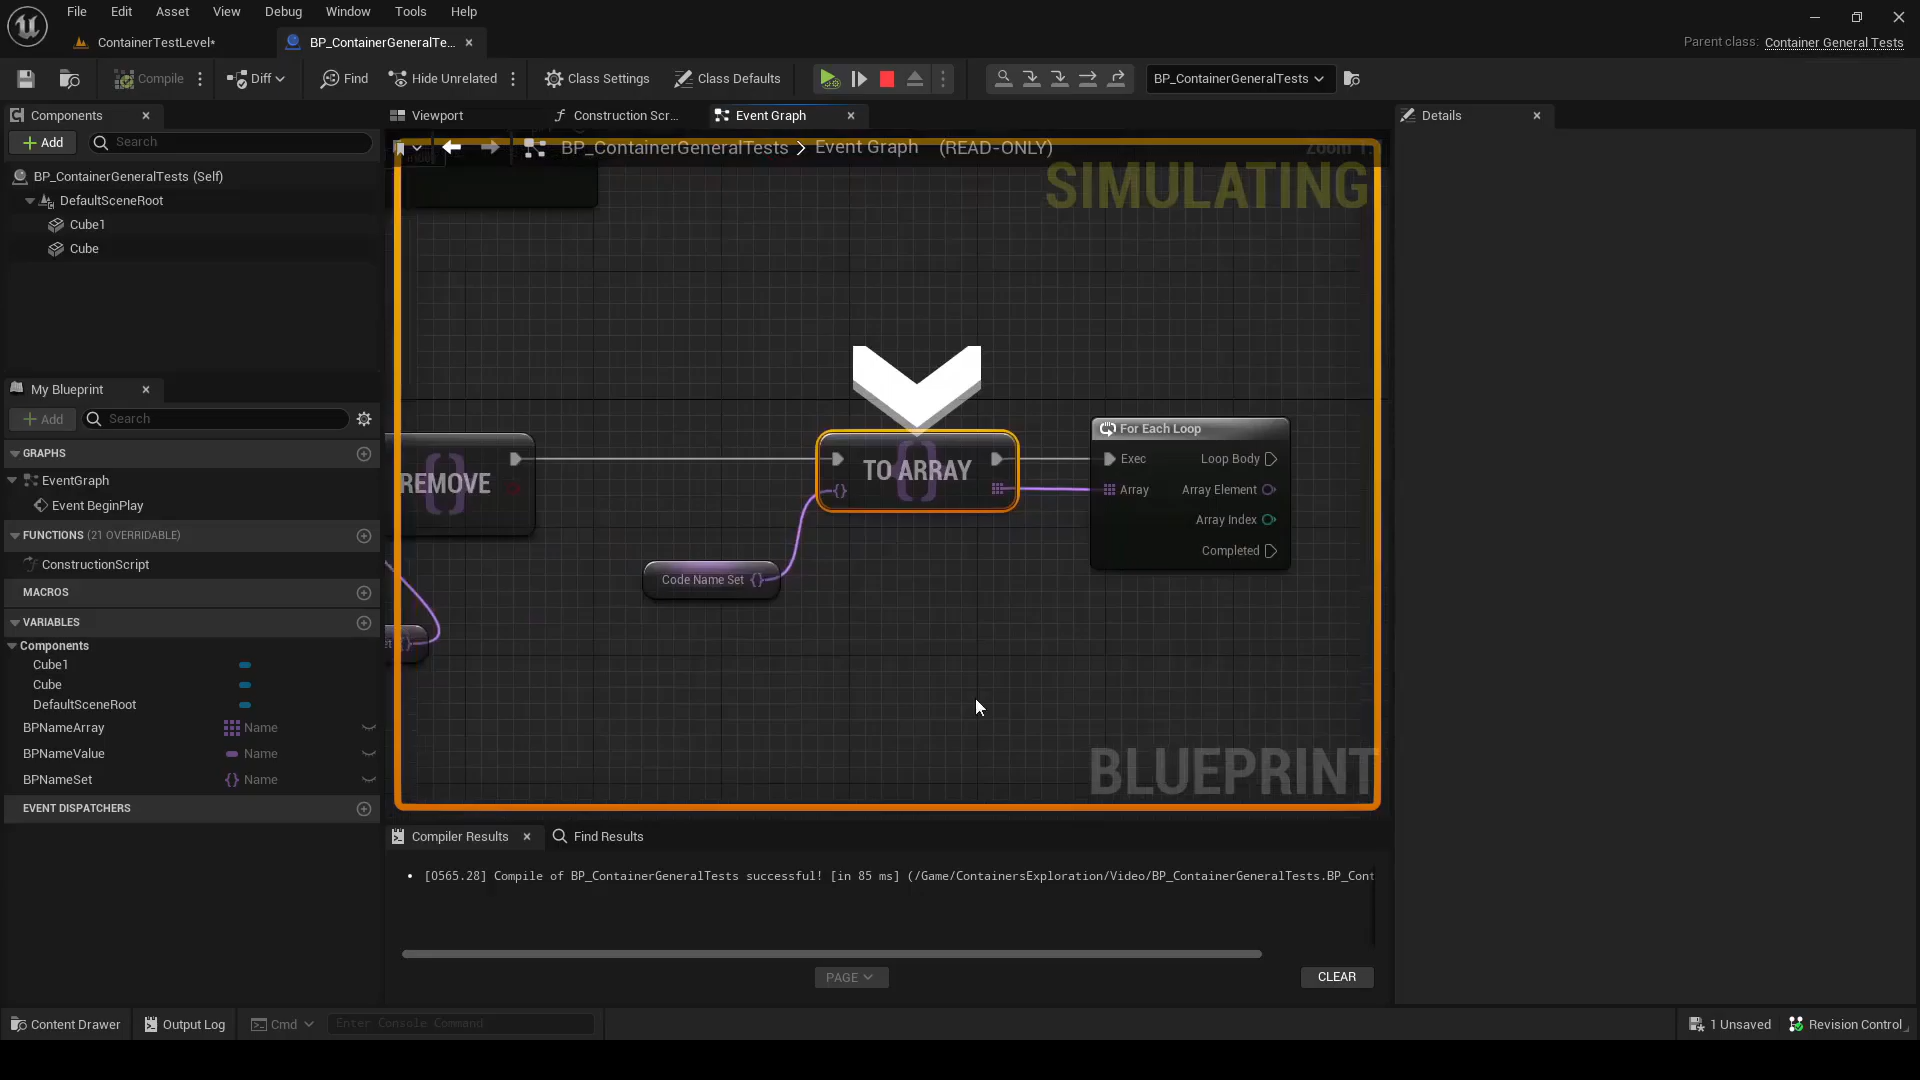 File Edit Asset View Debug Window Tools Help
ContainerTestLevel*
BP_ContainerGeneralTe...
Parent class: Container General Tests
Compile
Diff
Find
Hide Unrelated
Class Settings
Class Defaults
BP_ContainerGeneralTests
Components
Add
Search
BP_ContainerGeneralTests (Self)
DefaultSceneRoot
Cube1
Cube
My Blueprint
Add
Search
GRAPHS
EventGraph
Event BeginPlay
FUNCTIONS (21 OVERRIDABLE)
ConstructionScript
MACROS
VARIABLES
Components
Cube1
Cube
DefaultSceneRoot
BPNameArray Name
BPNameValue Name
BPNameSet Name
EVENT DISPATCHERS
Viewport
Construction Scr...
Event Graph
BP_ContainerGeneralTests > Event Graph (READ-ONLY)
SIMULATING
REMOVE
TO ARRAY
Code Name Set
For Each Loop
Exec Loop Body
Array Array Element
Array Index
Completed
BLUEPRINT
Compiler Results
Find Results
• [0565.28] Compile of BP_ContainerGeneralTests successful! [in 85 ms] (/Game/ContainersExploration/Video/BP_ContainerGeneralTests.BP_Cont
PAGE
CLEAR
Details
Content Drawer
Output Log
Cmd
Enter Console Command
1 Unsaved
Revision Control